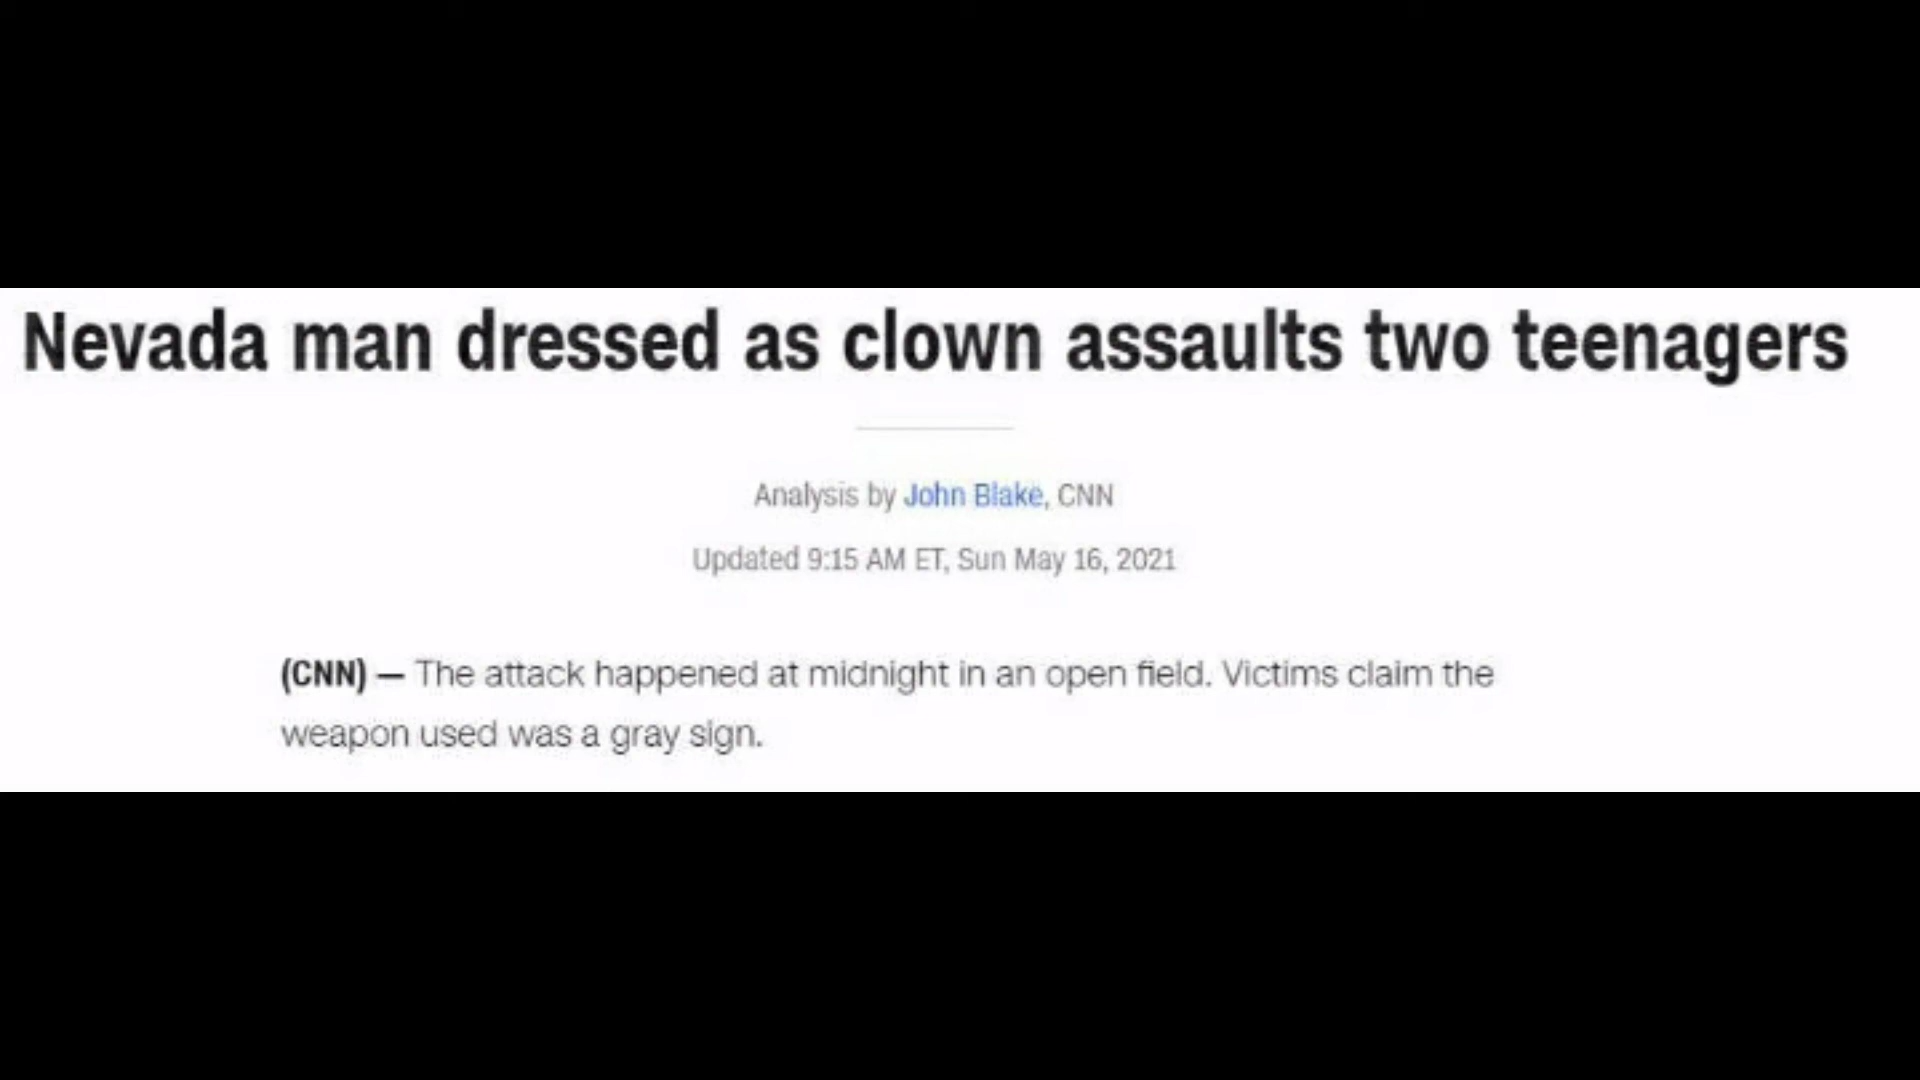 Nevada man dressed as clown assaults two teenagers
Analysis by John Blake, CNN
Updated 9:15 AM ET, Sun May 16, 2021
(CNN) — The attack happened at midnight in an open field. Victims claim the
weapon used was a gray sign.